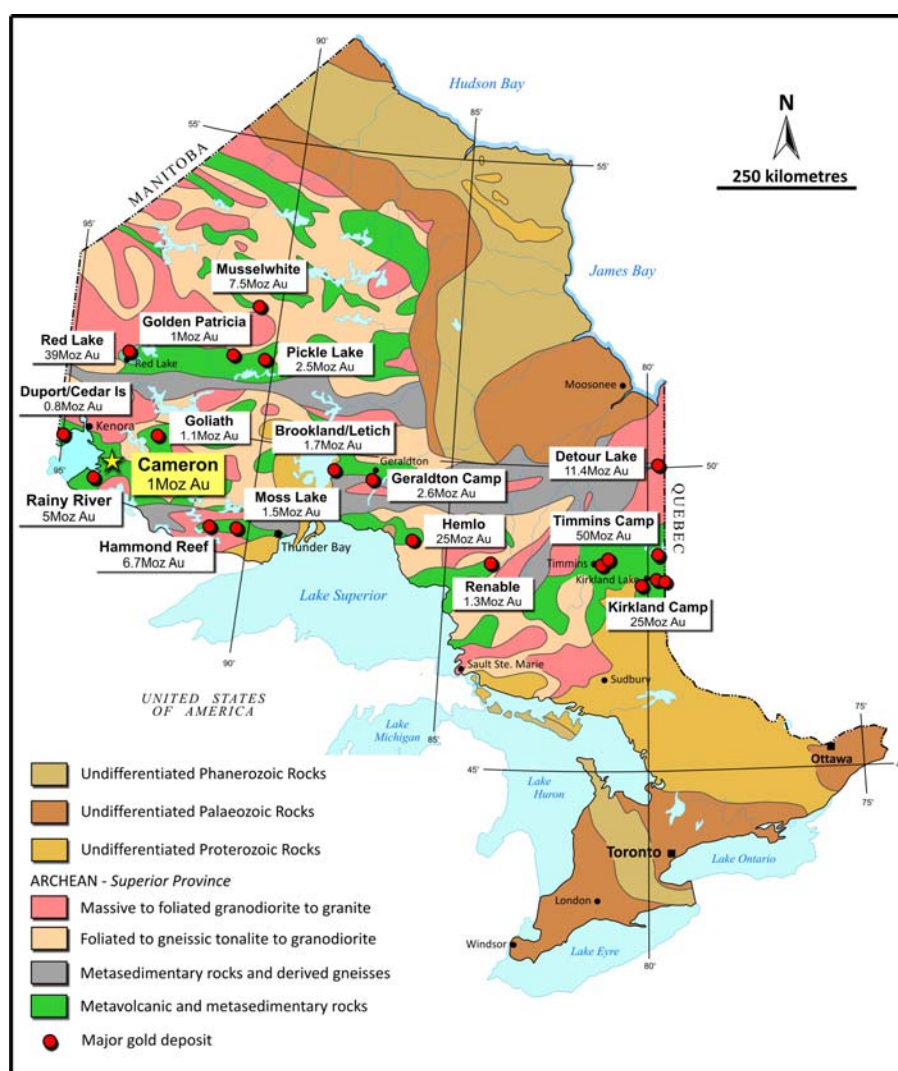 90'
Hudson Bay
85'
N
250 kilometres
55'
55'
MANITOBA
95'
James Bay
Musselwhite
7.5Moz Au
Golden Patricia
1Moz Au
Red Lake
39Moz Au
Red Lake
Pickle Lake
2.5Moz Au
80'
Moosonee
Duport/Cedar Is
0.8Moz Au
Kenora
Goliath
1.1Moz Au
Brookland/Letich
1.7Moz Au
Geraldton
Detour Lake
11.4Moz Au
50'
95'
Cameron
1Moz Au
Geraldton Camp
2.6Moz Au
QUEBEC
Rainy River
5Moz Au
Moss Lake
1.5Moz Au
Hemlo
25Moz Au
Timmins Camp
50Moz Au
Hammond Reef
6.7Moz Au
Thunder Bay
Timmins
Kirkland Lake
Renable
1.3Moz Au
Lake Superior
Kirkland Camp
25Moz Au
90'
Sault Ste. Marie
Sudbury
UNITED STATES
OF AMERICA
Lake
Michigan
85'
75'
Ottawa
45'
Lake
Huron
75'
Toronto
Lake Ontario
London
Windsor
Lake Eyre
80'
Undifferentiated Phanerozoic Rocks
Undifferentiated Palaeozoic Rocks
Undifferentiated Proterozoic Rocks
ARCHEAN - Superior Province
Massive to foliated granodiorite to granite
Foliated to gneissic tonalite to granodiorite
Metasedimentary rocks and derived gneisses
Metavolcanic and metasedimentary rocks
Major gold deposit